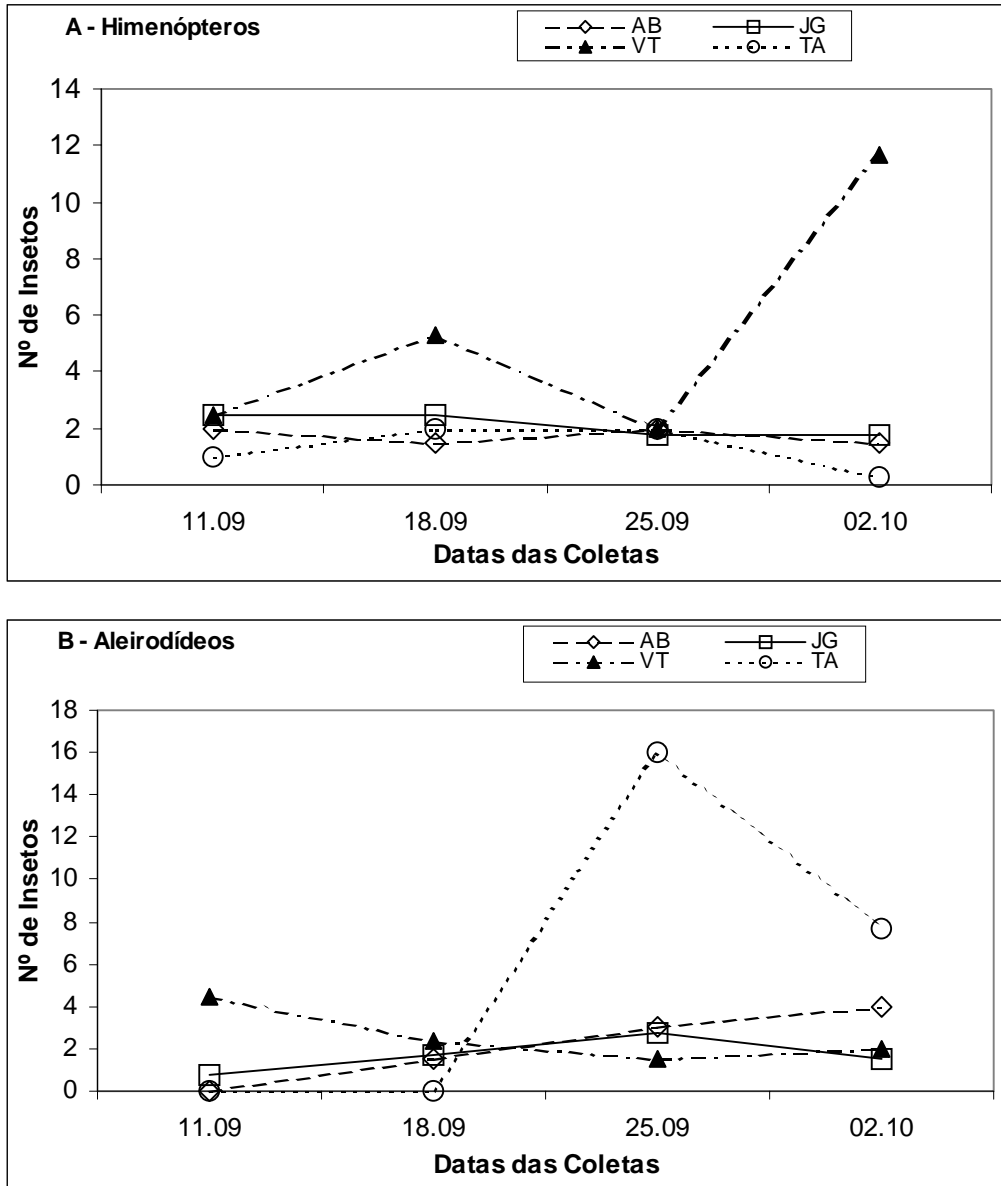 A - Himenópteros
AB JG
VT TA
14
12
10
8
6
4
2
0
Nº de Insetos
11.09 18.09 25.09 02.10
Datas das Coletas
B - Aleirodídeos
AB JG
VT TA
18
16
14
12
10
8
6
4
2
0
Nº de Insetos
11.09 18.09 25.09 02.10
Datas das Coletas